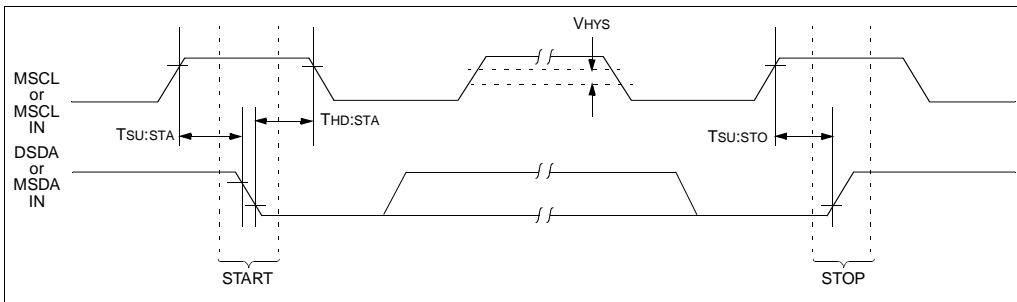 VHYS
MSCL
or
MSCL
IN
TSU:STA
THD:STA
TSU:STO
DSDA
or
MSDA
IN
START
STOP